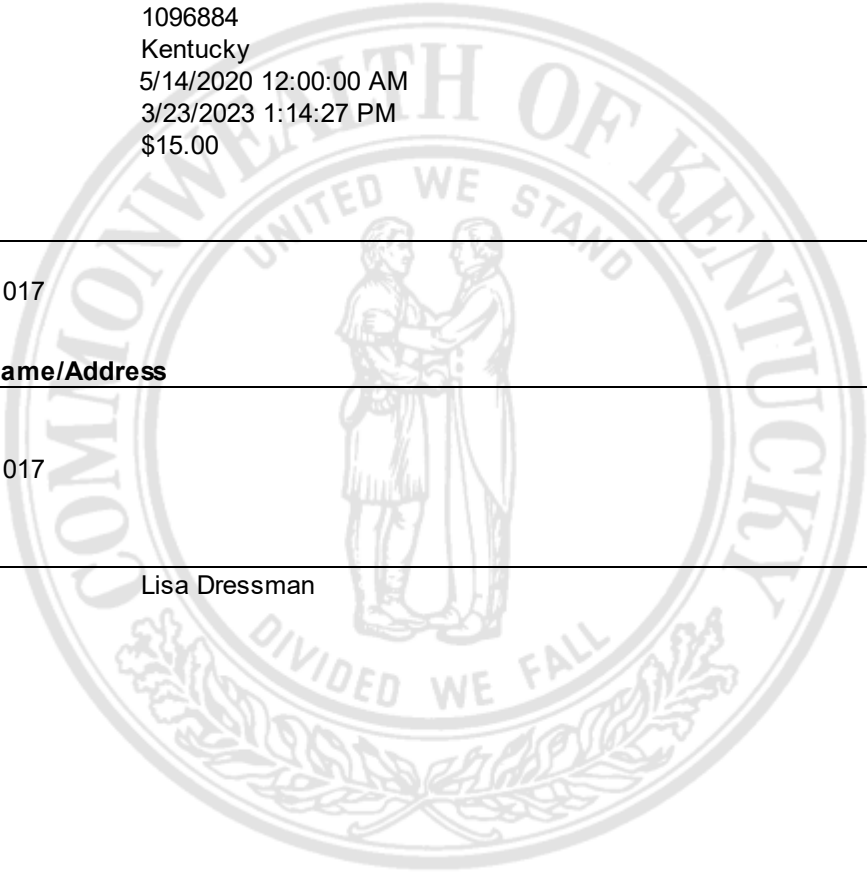 1096884
Kentucky
5/14/2020 12:00:00 AM
3/23/2023 1:14:27 PM
$15.00
COMMONWEALTH OF KENTUCKY
UNITED WE STAND
017
ame/Address
017
Lisa Dressman
DIVIDED WE FALL